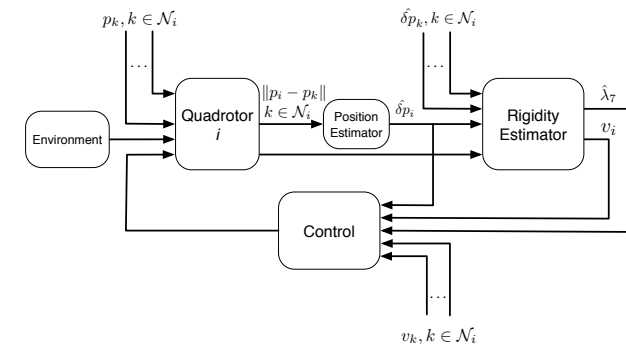 p_k, k ∈ 𝒩_i
δ̂p_k, k ∈ 𝒩_i
...
...
Environment
Quadrotor
i
‖p_i − p_k‖
k ∈ 𝒩_i
Position
Estimator
δ̂p_i
Rigidity
Estimator
λ̂_7
v_i
Control
...
v_k, k ∈ 𝒩_i